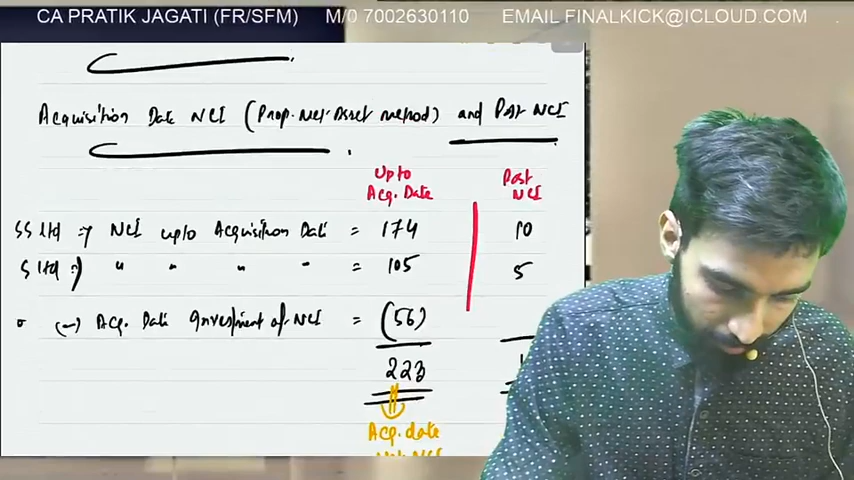 CA PRATIK JAGATI (FR/SFM) M/0 7002630110 EMAIL FINALKICK@ICLOUD.COM
Acquisition Date NCI (Prop. Net Asset method) and Post NCI
Upto Acq. Date Post NCI
SS ltd => NCI upto Acquisition Dati = 174 10
S ltd => " " " " = 105 5
(-) Acq. Dati Investment of NCI = (56)
223
Acq. date